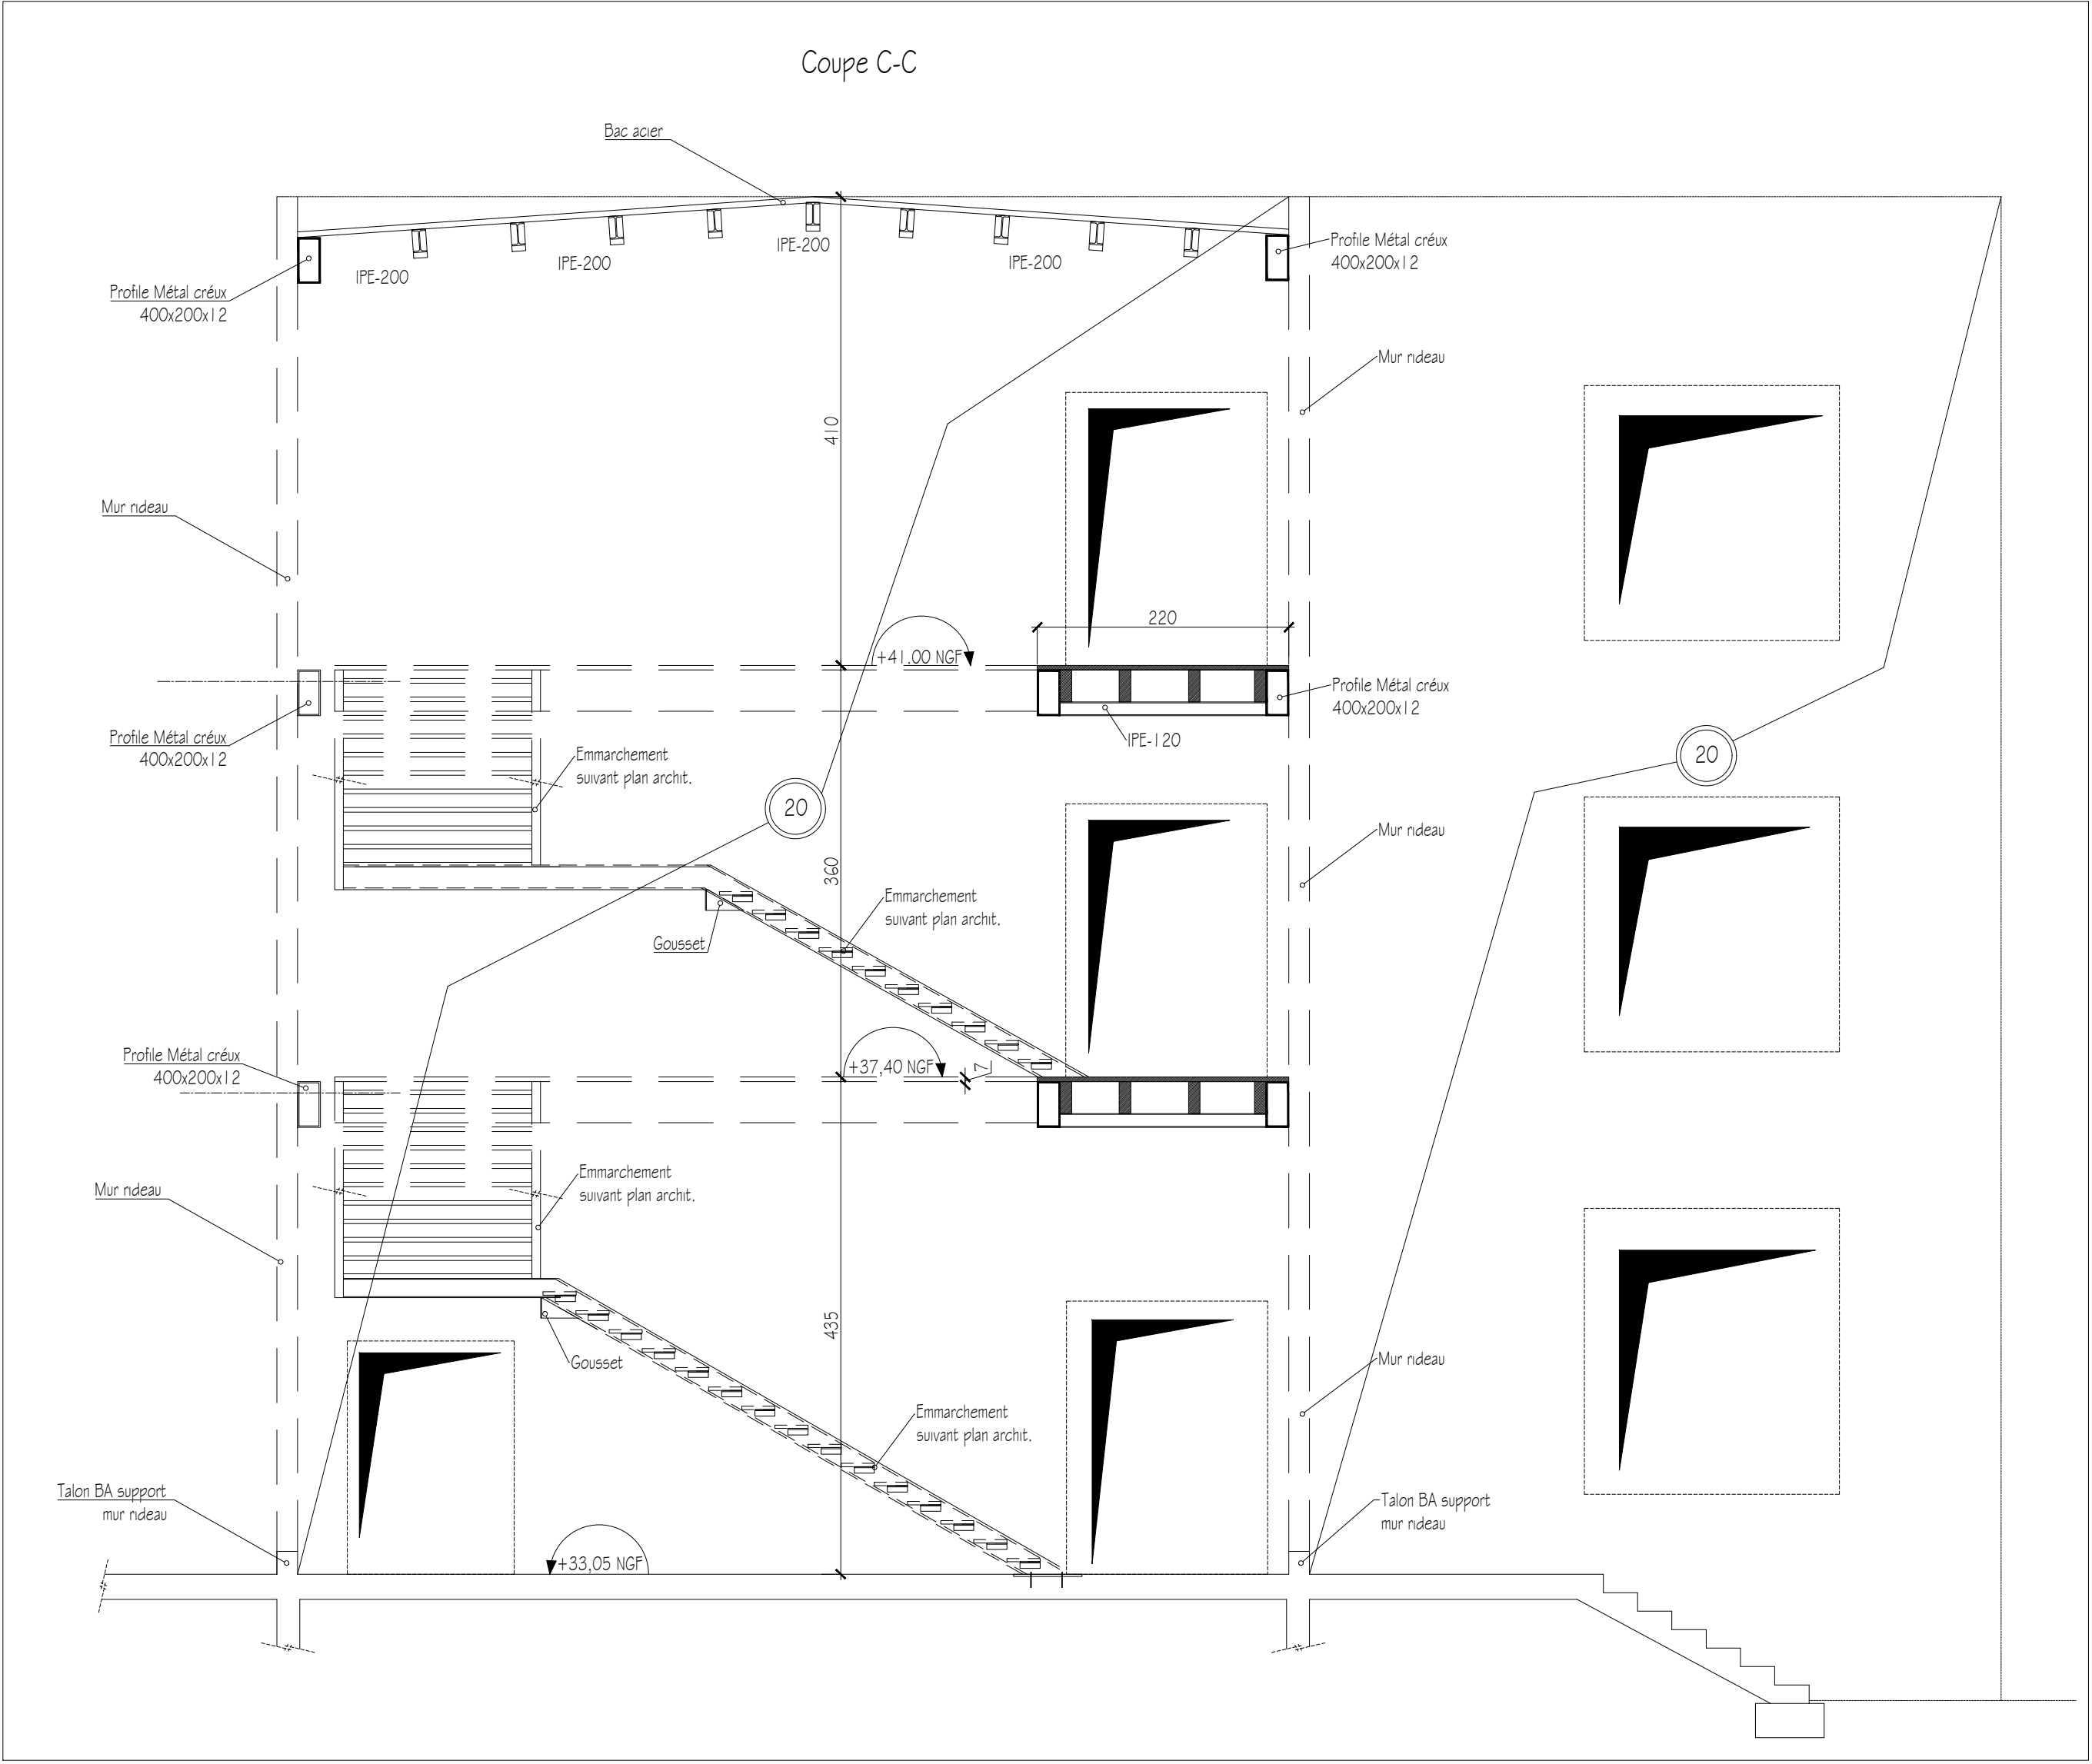 Coupe C-C
Bac acier
IPE-200
Profile Métal créux
400x200x12
IPE-200
IPE-200
IPE-200
Profile Métal créux
400x200x12
Mur rideau
410
Mur rideau
220
+41.00 NGF
Profile Métal créux
400x200x12
Profile Métal créux
400x200x12
IPE-120
Emmarchement
suivant plan archit.
20
20
Mur rideau
360
Emmarchement
suivant plan archit.
Gousset
Profile Métal créux
400x200x12
+37,40 NGF
7
Emmarchement
suivant plan archit.
Mur rideau
435
Gousset
Mur rideau
Emmarchement
suivant plan archit.
Talon BA support
mur rideau
Talon BA support
mur rideau
+33,05 NGF